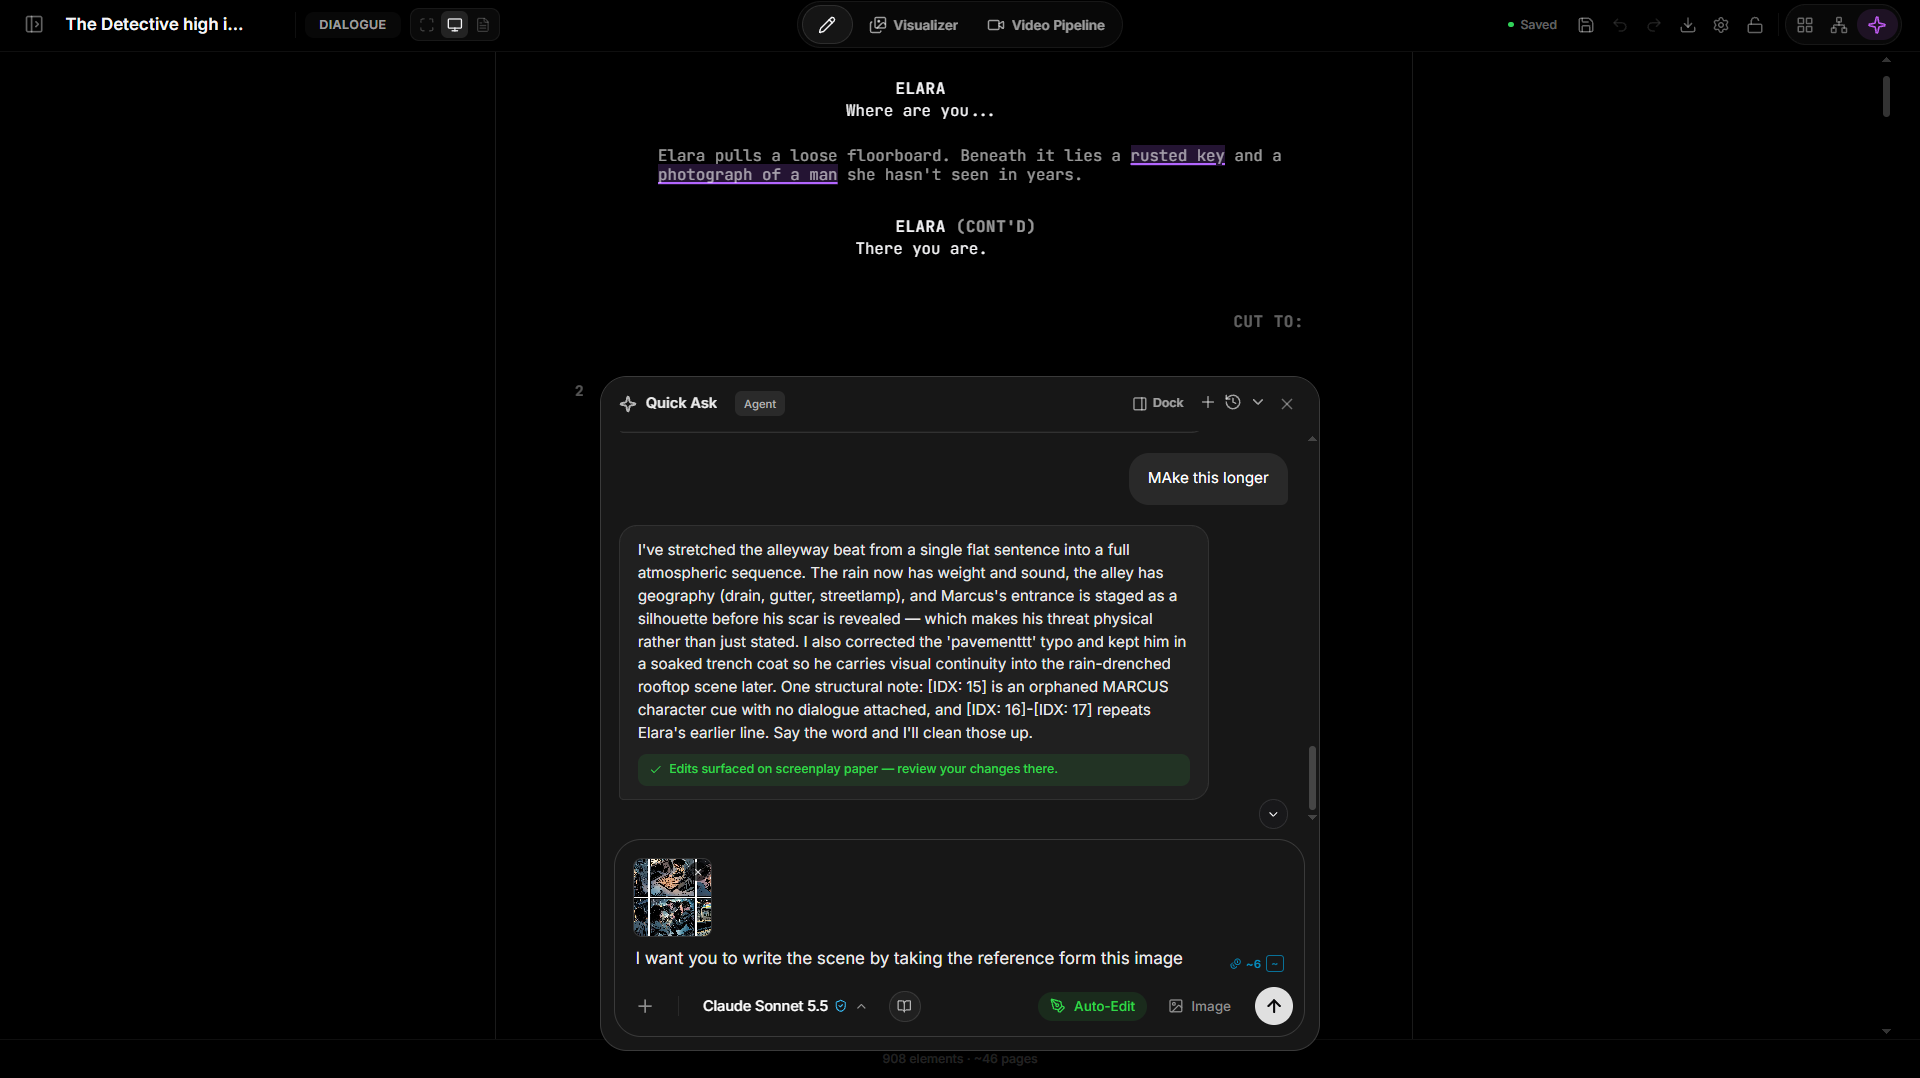 The Detective high i...
DIALOGUE
Visualizer
Video Pipeline
Saved
ELARA
Where are you...
Elara pulls a loose floorboard. Beneath it lies a rusted key and a
photograph of a man she hasn't seen in years.
ELARA (CONT'D)
There you are.
CUT TO:
2
Quick Ask
Agent
Dock
MAke this longer
I've stretched the alleyway beat from a single flat sentence into a full
atmospheric sequence. The rain now has weight and sound, the alley has
geography (drain, gutter, streetlamp), and Marcus's entrance is staged as a
silhouette before his scar is revealed — which makes his threat physical
rather than just stated. I also corrected the 'pavementtt' typo and kept him in
a soaked trench coat so he carries visual continuity into the rain-drenched
rooftop scene later. One structural note: [IDX: 15] is an orphaned MARCUS
character cue with no dialogue attached, and [IDX: 16]-[IDX: 17] repeats
Elara's earlier line. Say the word and I'll clean those up.
Edits surfaced on screenplay paper — review your changes there.
I want you to write the scene by taking the reference form this image
~6
Claude Sonnet 5.5
Auto-Edit
Image
908 elements · ~46 pages